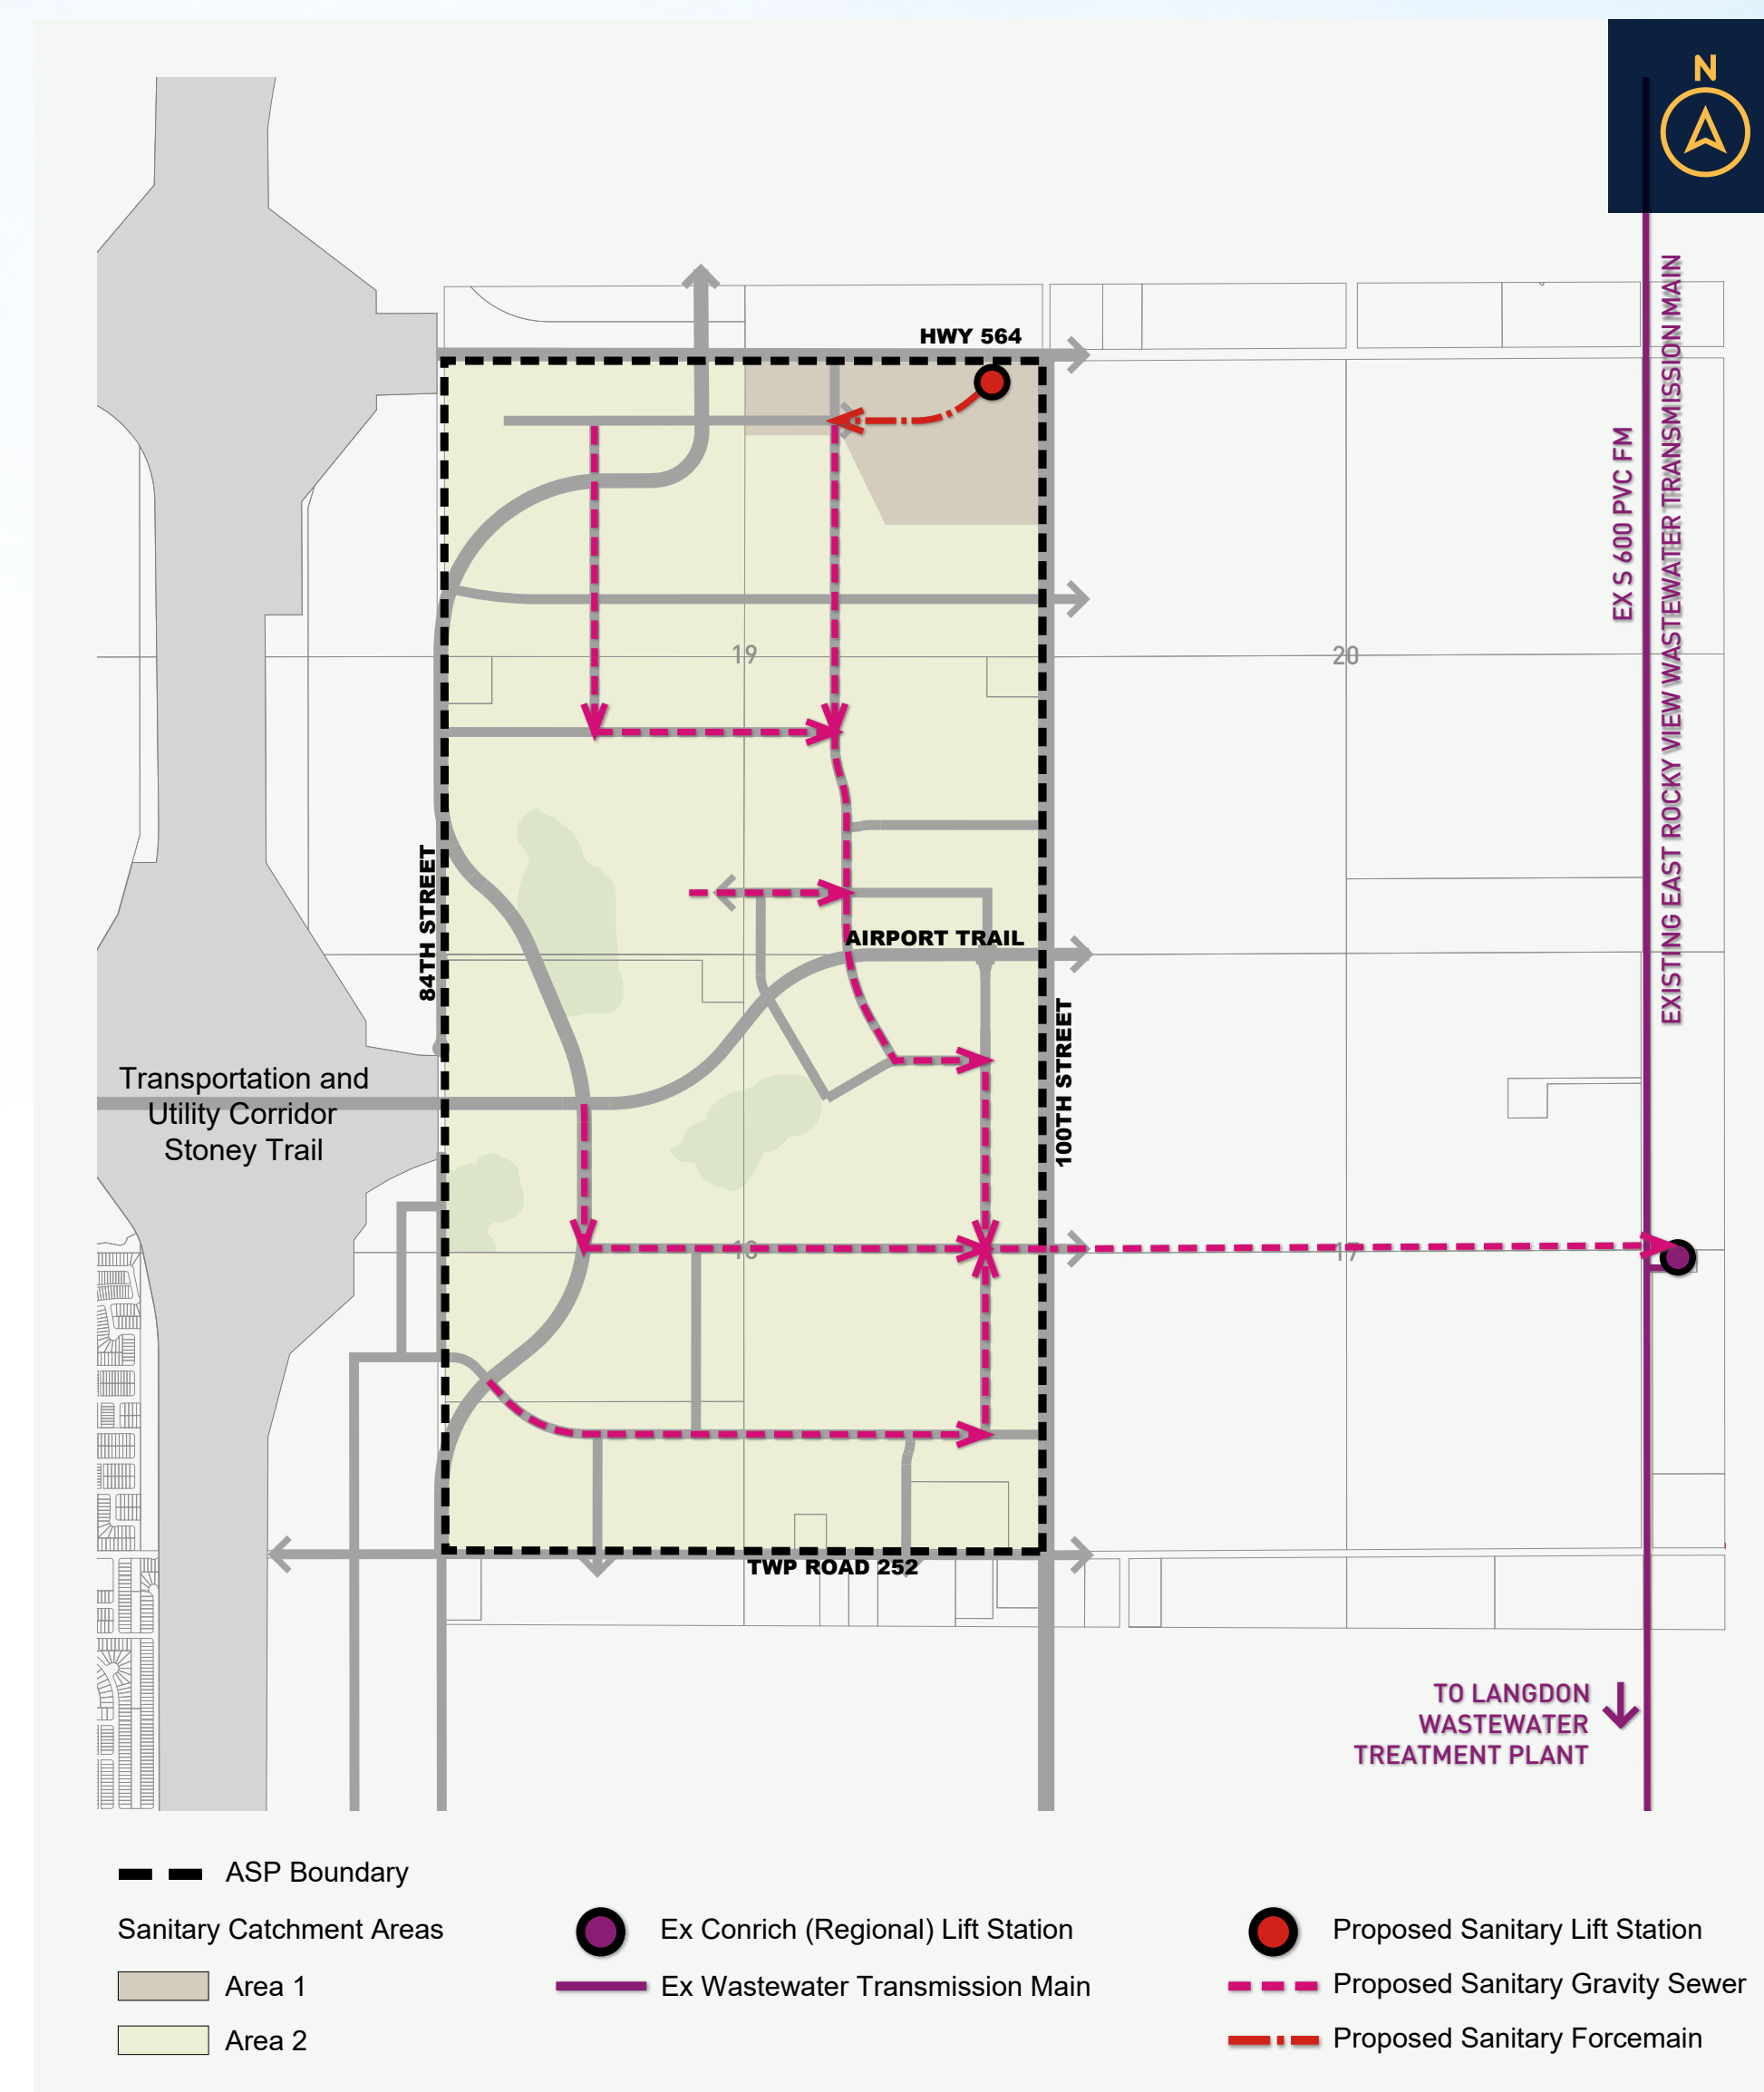 N
HWY 564
EX S 600 PVC FM
EXISTING EAST ROCKY VIEW WASTEWATER TRANSMISSION MAIN
19
20
84TH STREET
AIRPORT TRAIL
100TH STREET
Transportation and
Utility Corridor
Stoney Trail
18
17
TWP ROAD 252
TO LANGDON
WASTEWATER
TREATMENT PLANT
ASP Boundary
Sanitary Catchment Areas
Area 1
Area 2
Ex Conrich (Regional) Lift Station
Ex Wastewater Transmission Main
Proposed Sanitary Lift Station
Proposed Sanitary Gravity Sewer
Proposed Sanitary Forcemain